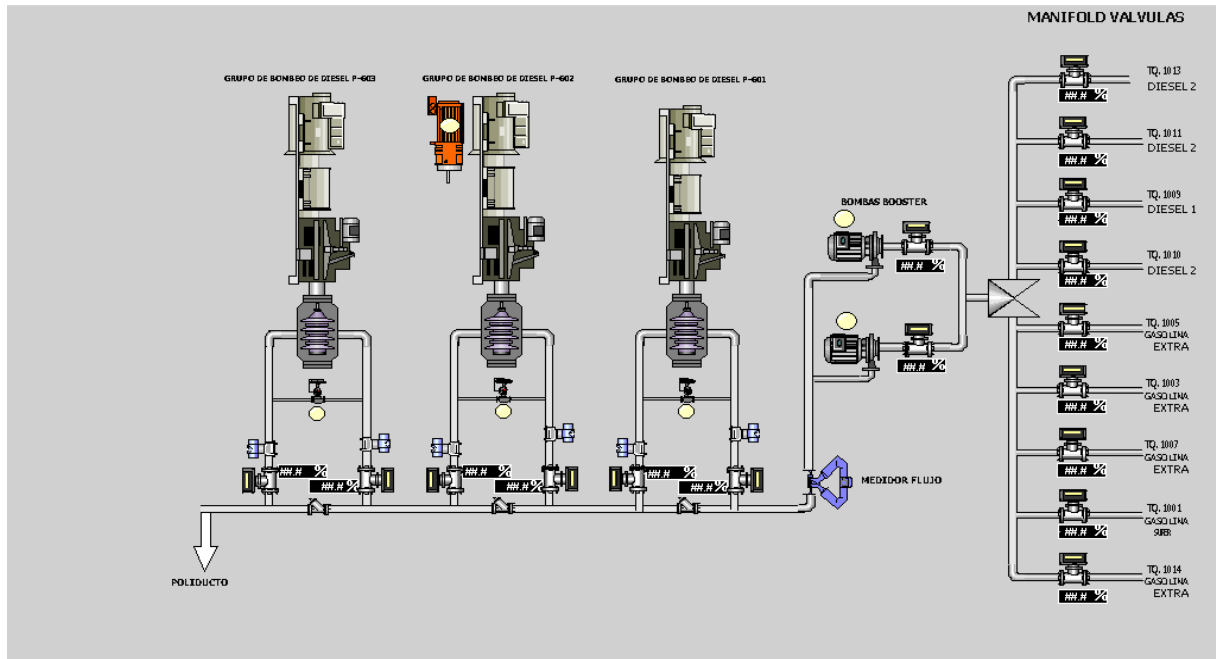 MANIFOLD VALVULAS
GRUPO DE BOMBEO DE DIESEL P-603
GRUPO DE BOMBEO DE DIESEL P-602
GRUPO DE BOMBEO DE DIESEL P-601
TQ. 1013
DIESEL 2
##.# %
TQ. 1011
DIESEL 2
##.# %
TQ. 1009
DIESEL 1
##.# %
BOMBAS BOOSTER
##.# %
TQ. 1010
DIESEL 2
##.# %
TQ. 1005
GASOLINA
EXTRA
##.# %
##.# %
TQ. 1003
GASOLINA
EXTRA
##.# %
TQ. 1007
GASOLINA
EXTRA
##.# %
##.# %
##.# %
##.# %
##.# %
##.# %
##.# %
MEDIDOR FLUJO
TQ. 1001
GASOLINA
SUPER
##.# %
POLIDUCTO
TQ. 1014
GASOLINA
EXTRA
##.# %